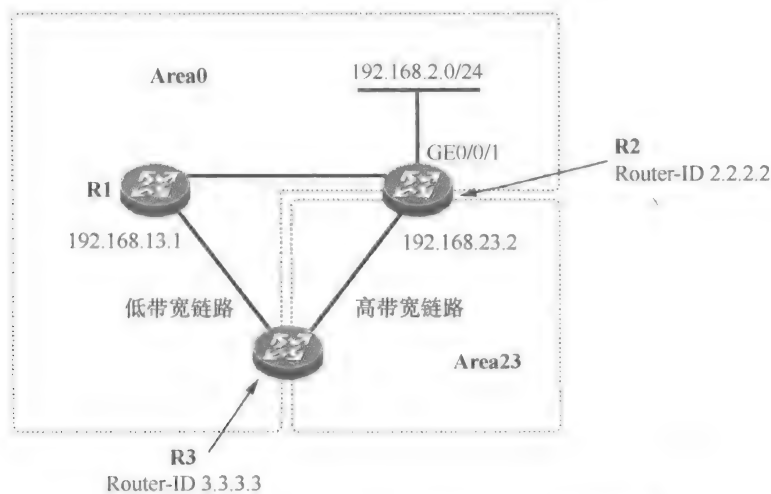 Area0
192.168.2.0/24
GE0/0/1
R2
Router-ID 2.2.2.2
R1
192.168.13.1
192.168.23.2
低带宽链路
高带宽链路
Area23
R3
Router-ID 3.3.3.3